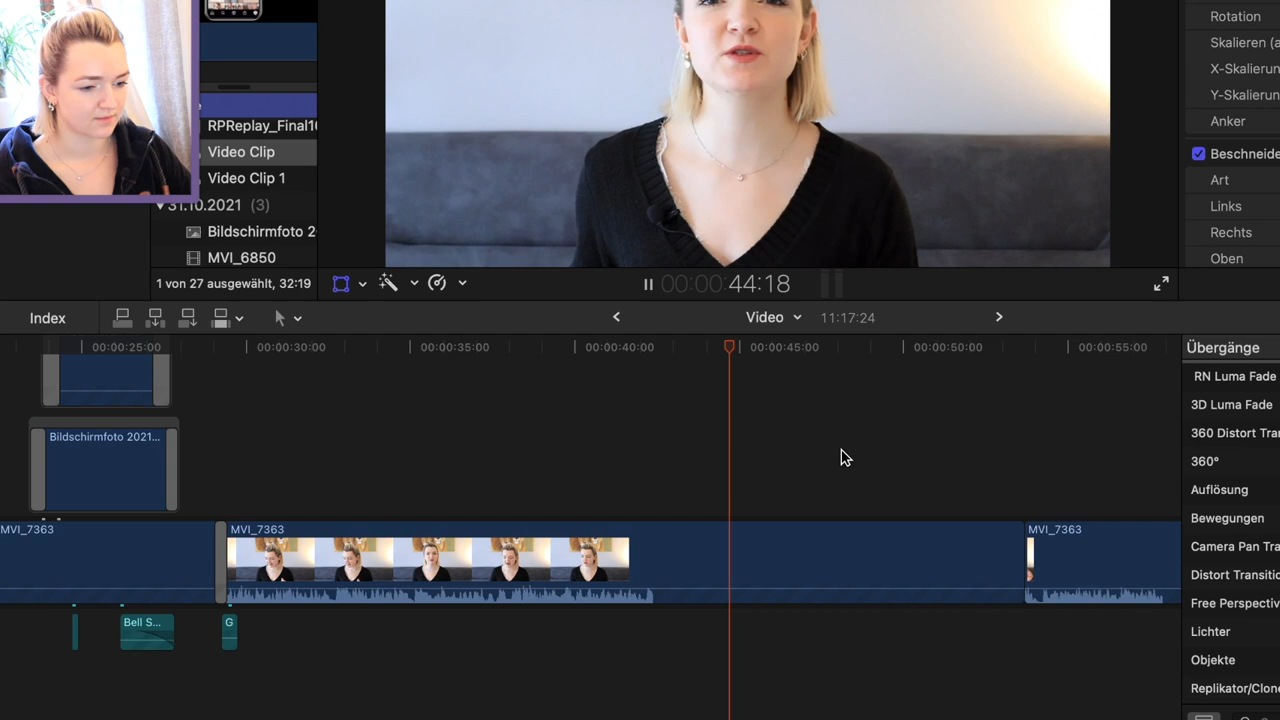 RPReplay_Final1
Video Clip
Video Clip 1
31.10.2021 (3)
Bildschirmfoto 2
MVI_6850
1 von 27 ausgewählt, 32:19
00:00:44:18
Rotation
Skalieren (a
X-Skalierun
Y-Skalierun
Anker
Beschneide
Art
Links
Rechts
Oben
Index
Video
11:17:24
00:00:25:00
00:00:30:00
00:00:35:00
00:00:40:00
00:00:45:00
00:00:50:00
00:00:55:00
Bildschirmfoto 2021...
MVI_7363
MVI_7363
MVI_7363
Bell S...
G
Übergänge
RN Luma Fade
3D Luma Fade
360 Distort Tra
360°
Auflösung
Bewegungen
Camera Pan Tra
Distort Transitio
Free Perspectiv
Lichter
Objekte
Replikator/Clone